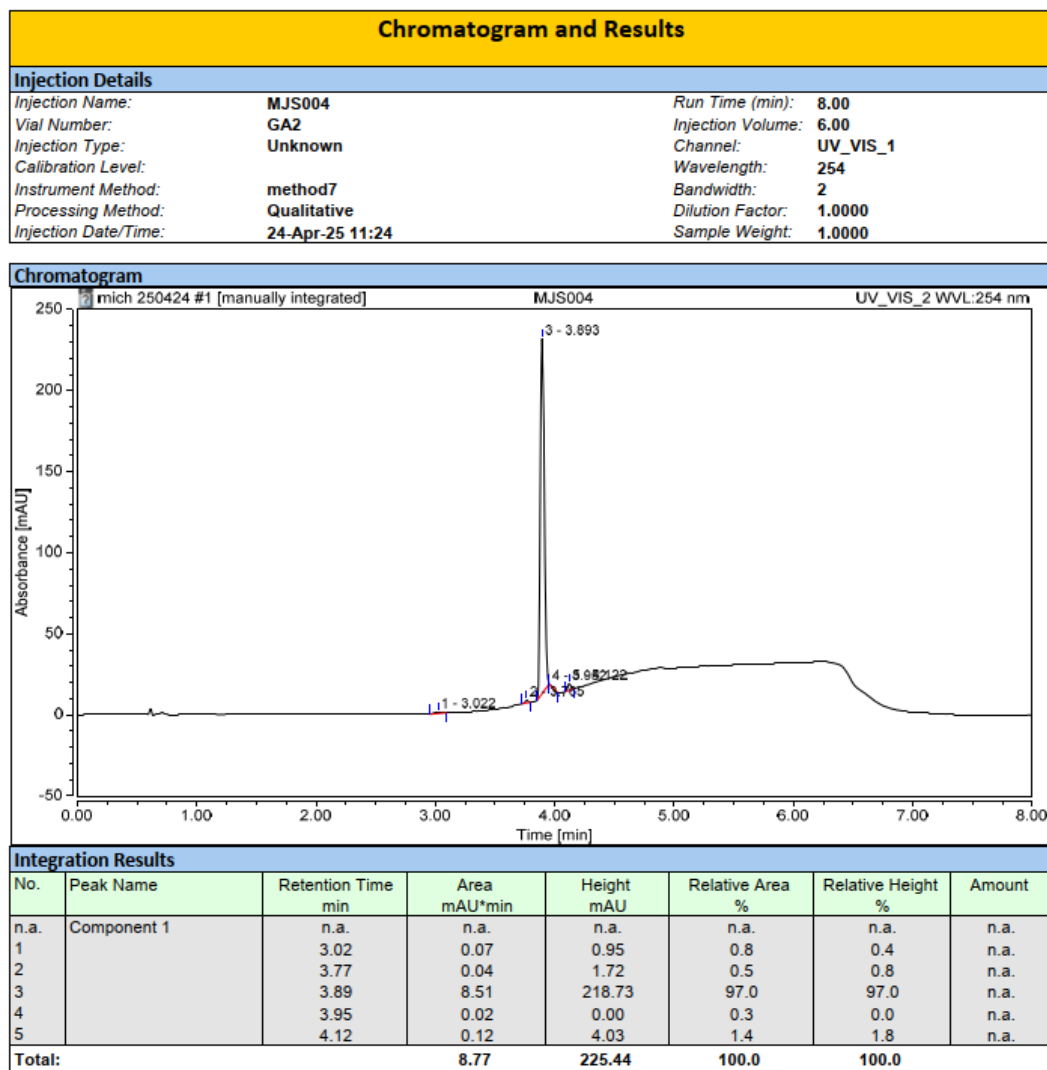 Chromatogram and Results
Injection Details
Injection Name: MJS004 Run Time (min): 8.00
Vial Number: GA2 Injection Volume: 6.00
Injection Type: Unknown Channel: UV_VIS_1
Calibration Level: Wavelength: 254
Instrument Method: method7 Bandwidth: 2
Processing Method: Qualitative Dilution Factor: 1.0000
Injection Date/Time: 24-Apr-25 11:24 Sample Weight: 1.0000
Chromatogram
mich 250424 #1 [manually integrated] MJS004 UV_VIS_2 WVL:254 nm
250
200
150
100
50
0
-50
Absorbance [mAU]
3 - 3.893
1 - 3.022
0.00 1.00 2.00 3.00 4.00 5.00 6.00 7.00 8.00
Time [min]
Integration Results
No. Peak Name Retention Time Area Height Relative Area Relative Height Amount
min mAU*min mAU % %
n.a. Component 1 n.a. n.a. n.a. n.a. n.a. n.a.
1 3.02 0.07 0.95 0.8 0.4 n.a.
2 3.77 0.04 1.72 0.5 0.8 n.a.
3 3.89 8.51 218.73 97.0 97.0 n.a.
4 3.95 0.02 0.00 0.3 0.0 n.a.
5 4.12 0.12 4.03 1.4 1.8 n.a.
Total: 8.77 225.44 100.0 100.0